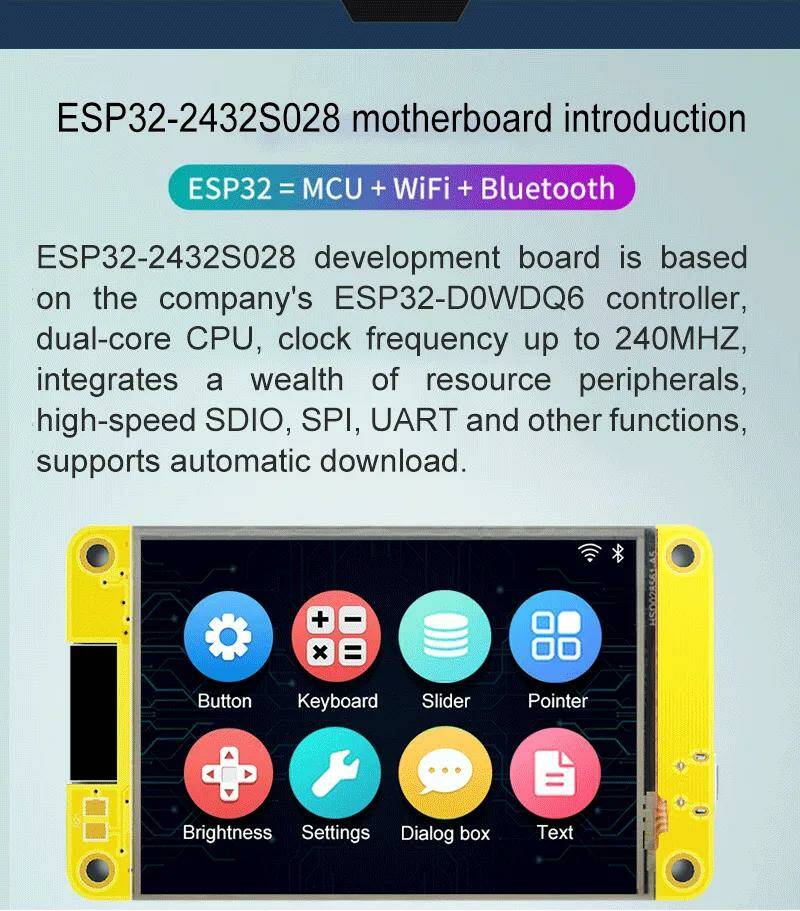 ESP32-2432S028 motherboard introduction
ESP32 = MCU + WiFi + Bluetooth
ESP32-2432S028 development board is based
on the company's ESP32-D0WDQ6 controller,
dual-core CPU, clock frequency up to 240MHZ,
integrates a wealth of resource peripherals,
high-speed SDIO, SPI, UART and other functions,
supports automatic download.
Button Keyboard Slider Pointer
Brightness Settings Dialog box Text
HSD028561-A5